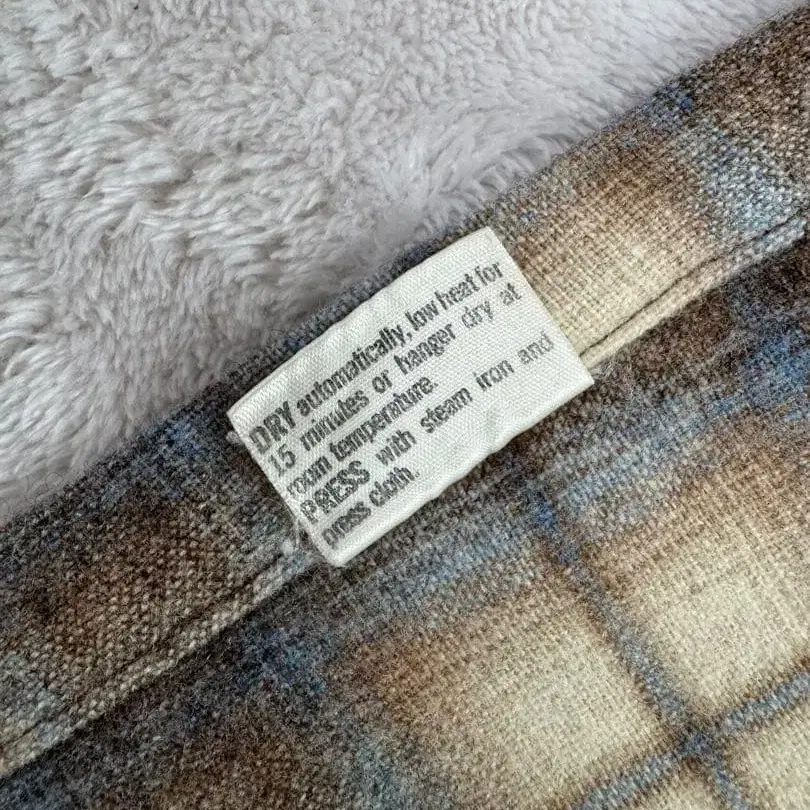 DRY automatically, low heat for
15 minutes or hanger dry at
room temperature.
PRESS with steam iron and
press cloth.